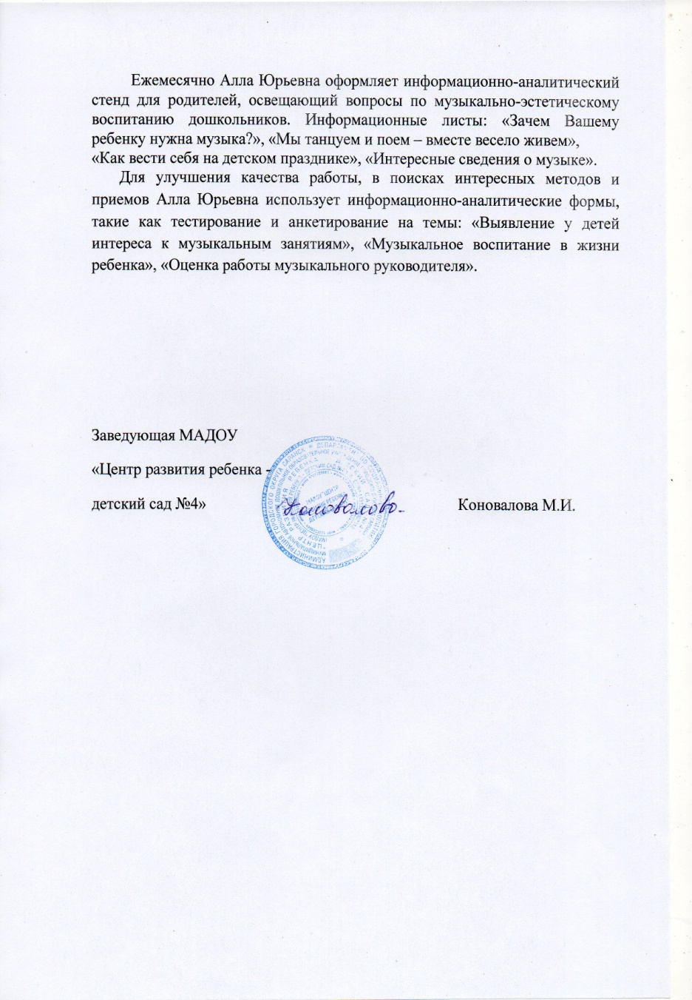 Ежемесячно Алла Юрьевна оформляет информационно-аналитический
стенд для родителей, освещающий вопросы по музыкально-эстетическому
воспитанию дошкольников. Информационные листы: «Зачем Вашему
ребенку нужна музыка?», «Мы танцуем и поем – вместе весело живем»,
«Как вести себя на детском празднике», «Интересные сведения о музыке».
Для улучшения качества работы, в поисках интересных методов и
приемов Алла Юрьевна использует информационно-аналитические формы,
такие как тестирование и анкетирование на темы: «Выявление у детей
интереса к музыкальным занятиям», «Музыкальное воспитание в жизни
ребенка», «Оценка работы музыкального руководителя».
Заведующая МАДОУ
«Центр развития ребенка -
детский сад №4»
Коновалова М.И.
АДМИНИСТРАЦИЯ ГОРОДСКОГО ОКРУГА САРАНСК